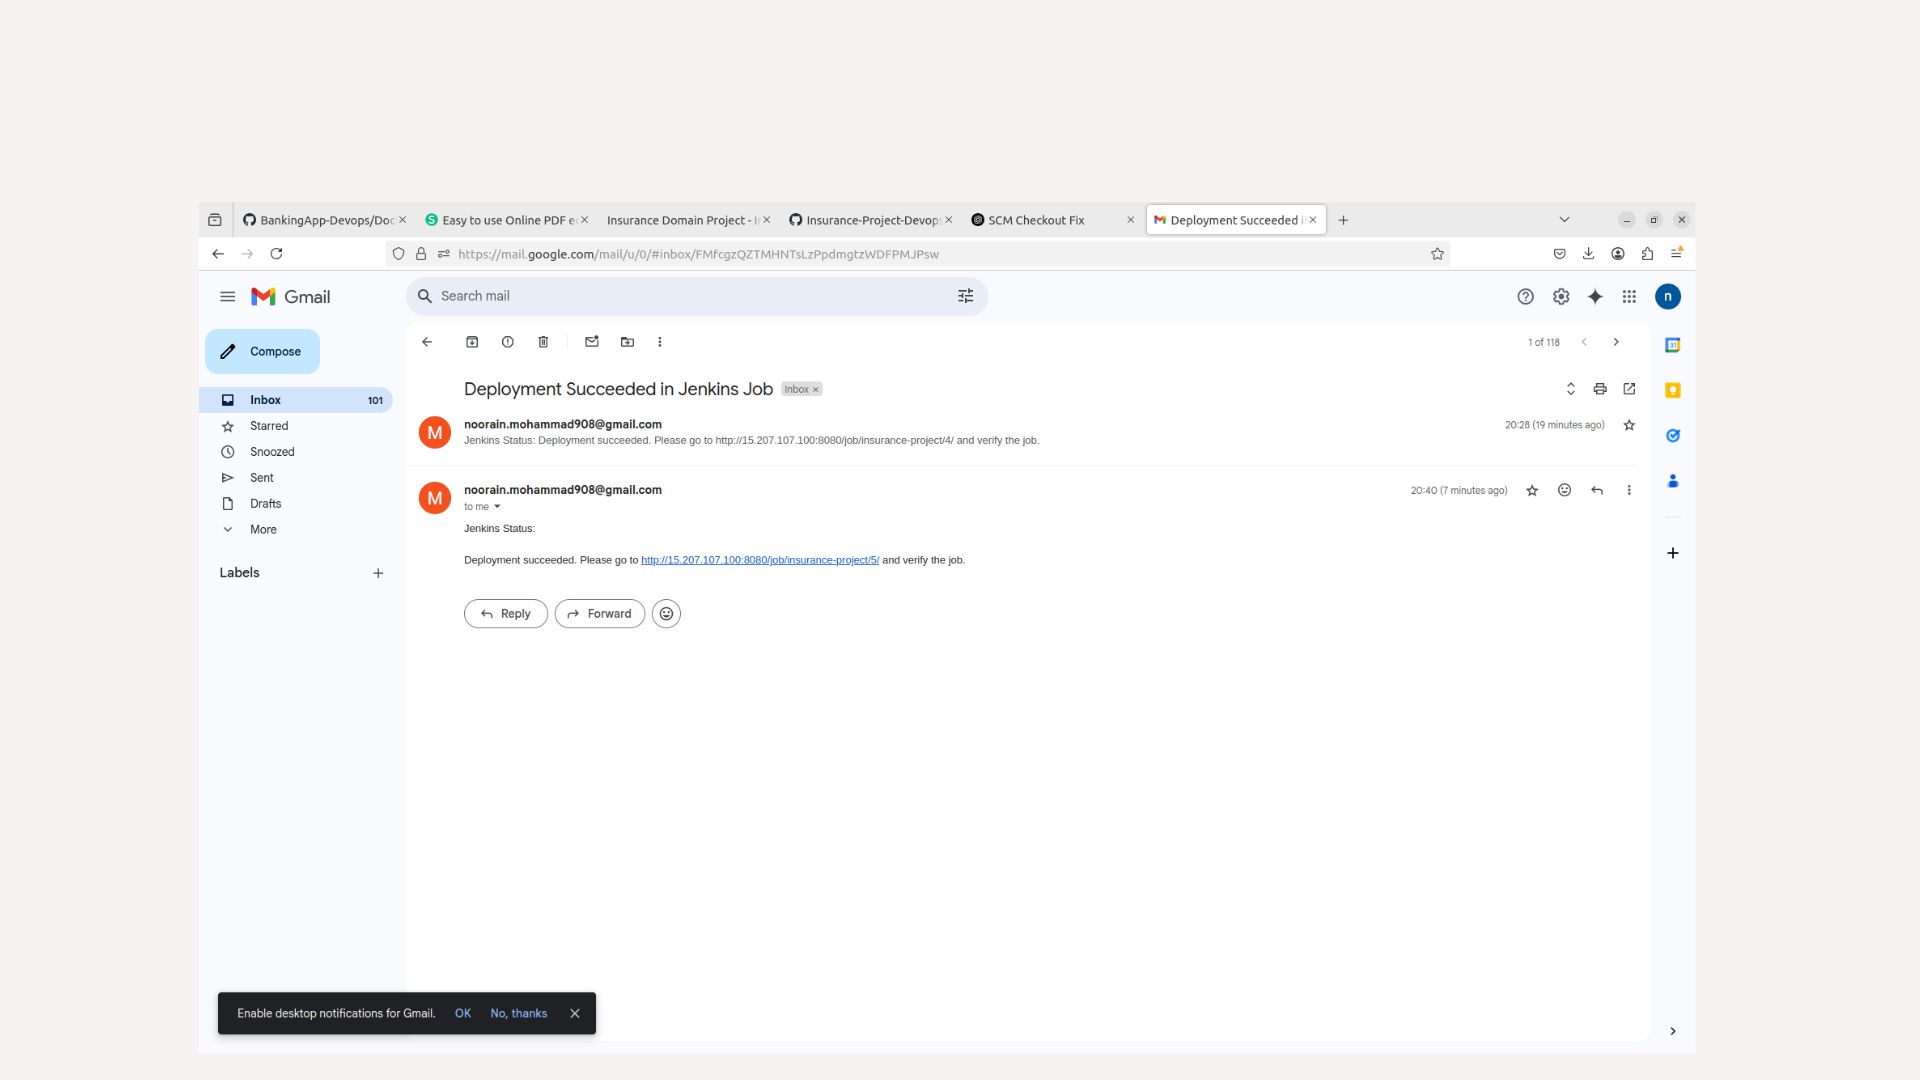 BankingApp-Devops/Doc
Easy to use Online PDF e
Insurance Domain Project - I
Insurance-Project-Devops
SCM Checkout Fix
Deployment Succeeded i
https://mail.google.com/mail/u/0/#inbox/FMfcgzQZTMHNTsLzPpdmgtzWDFPMJPsw
Gmail
Search mail
n
Compose
1 of 118
Inbox 101
Starred
Snoozed
Sent
Drafts
More
Labels
Deployment Succeeded in Jenkins Job Inbox ×
M
noorain.mohammad908@gmail.com 20:28 (19 minutes ago)
Jenkins Status: Deployment succeeded. Please go to http://15.207.107.100:8080/job/insurance-project/4/ and verify the job.
M
noorain.mohammad908@gmail.com 20:40 (7 minutes ago)
to me
Jenkins Status:
Deployment succeeded. Please go to http://15.207.107.100:8080/job/insurance-project/5/ and verify the job.
Reply
Forward
31
Enable desktop notifications for Gmail. OK No, thanks